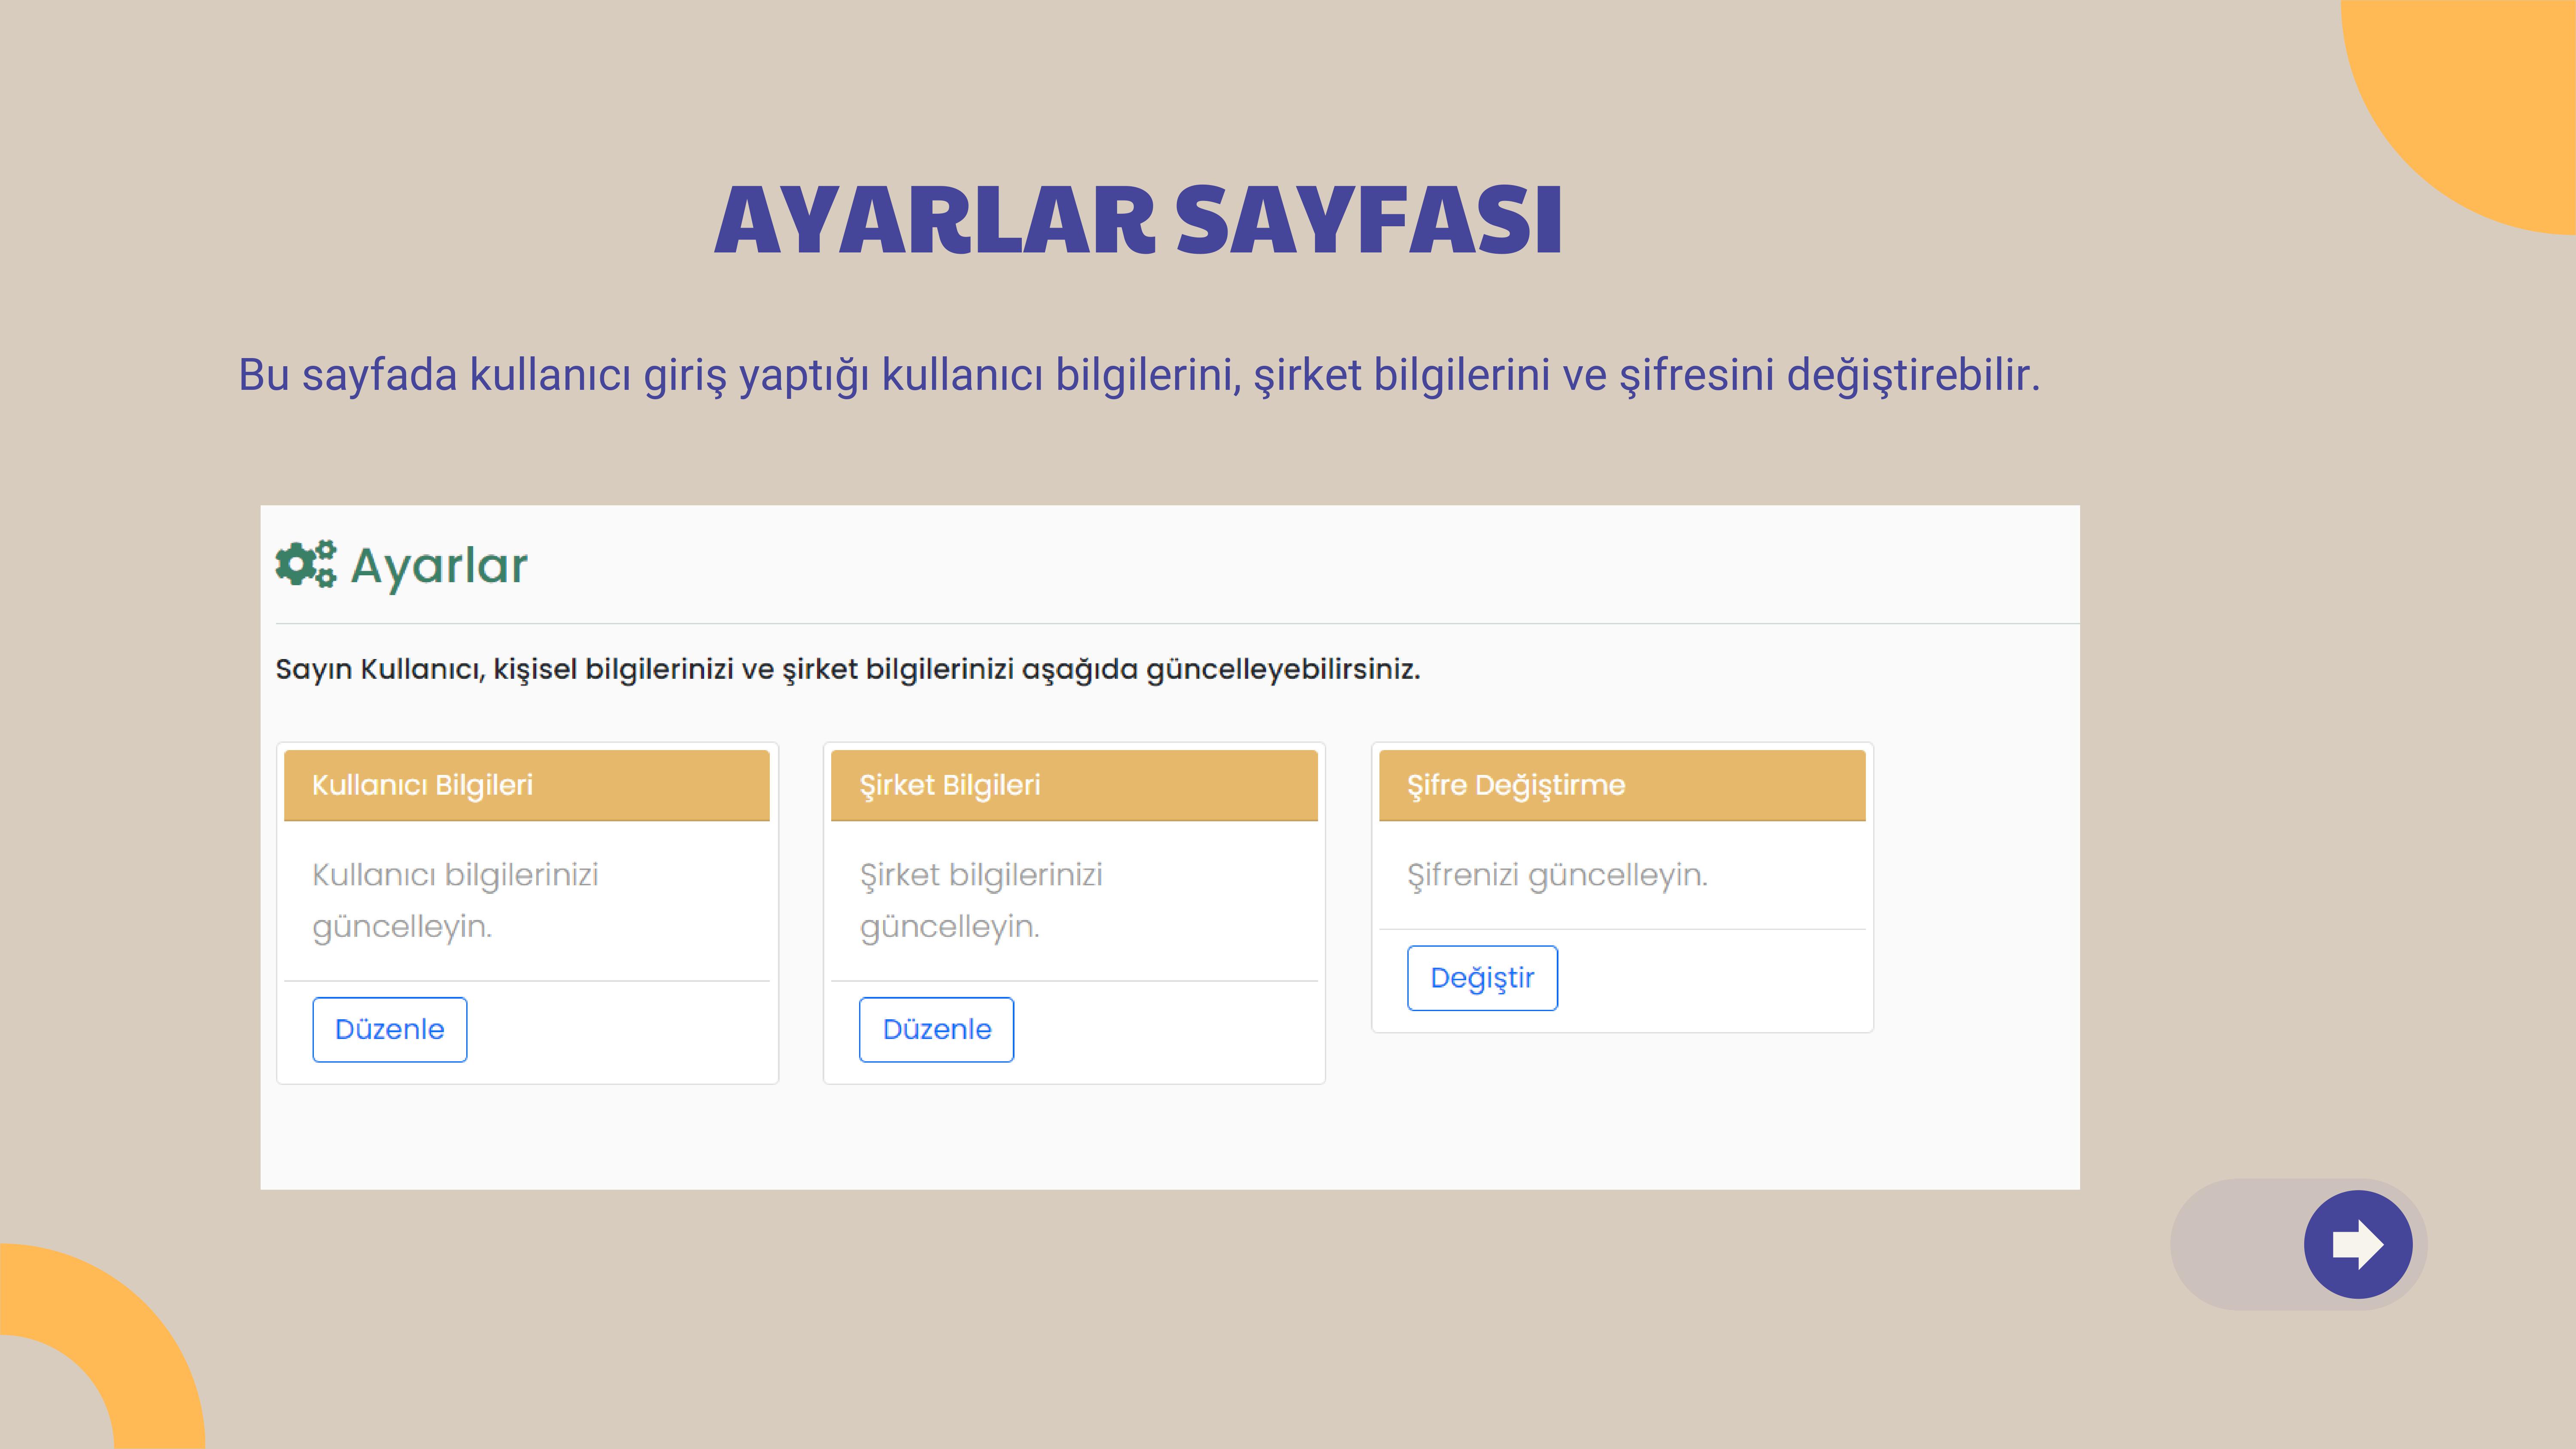 AYARLAR SAYFASI
Bu sayfada kullanıcı giriş yaptığı kullanıcı bilgilerini, şirket bilgilerini ve şifresini değiştirebilir.
Ayarlar
Sayın Kullanıcı, kişisel bilgilerinizi ve şirket bilgilerinizi aşağıda güncelleyebilirsiniz.
Kullanıcı Bilgileri
Kullanıcı bilgilerinizi
güncelleyin.
Düzenle
Şirket Bilgileri
Şirket bilgilerinizi
güncelleyin.
Düzenle
Şifre Değiştirme
Şifrenizi güncelleyin.
Değiştir